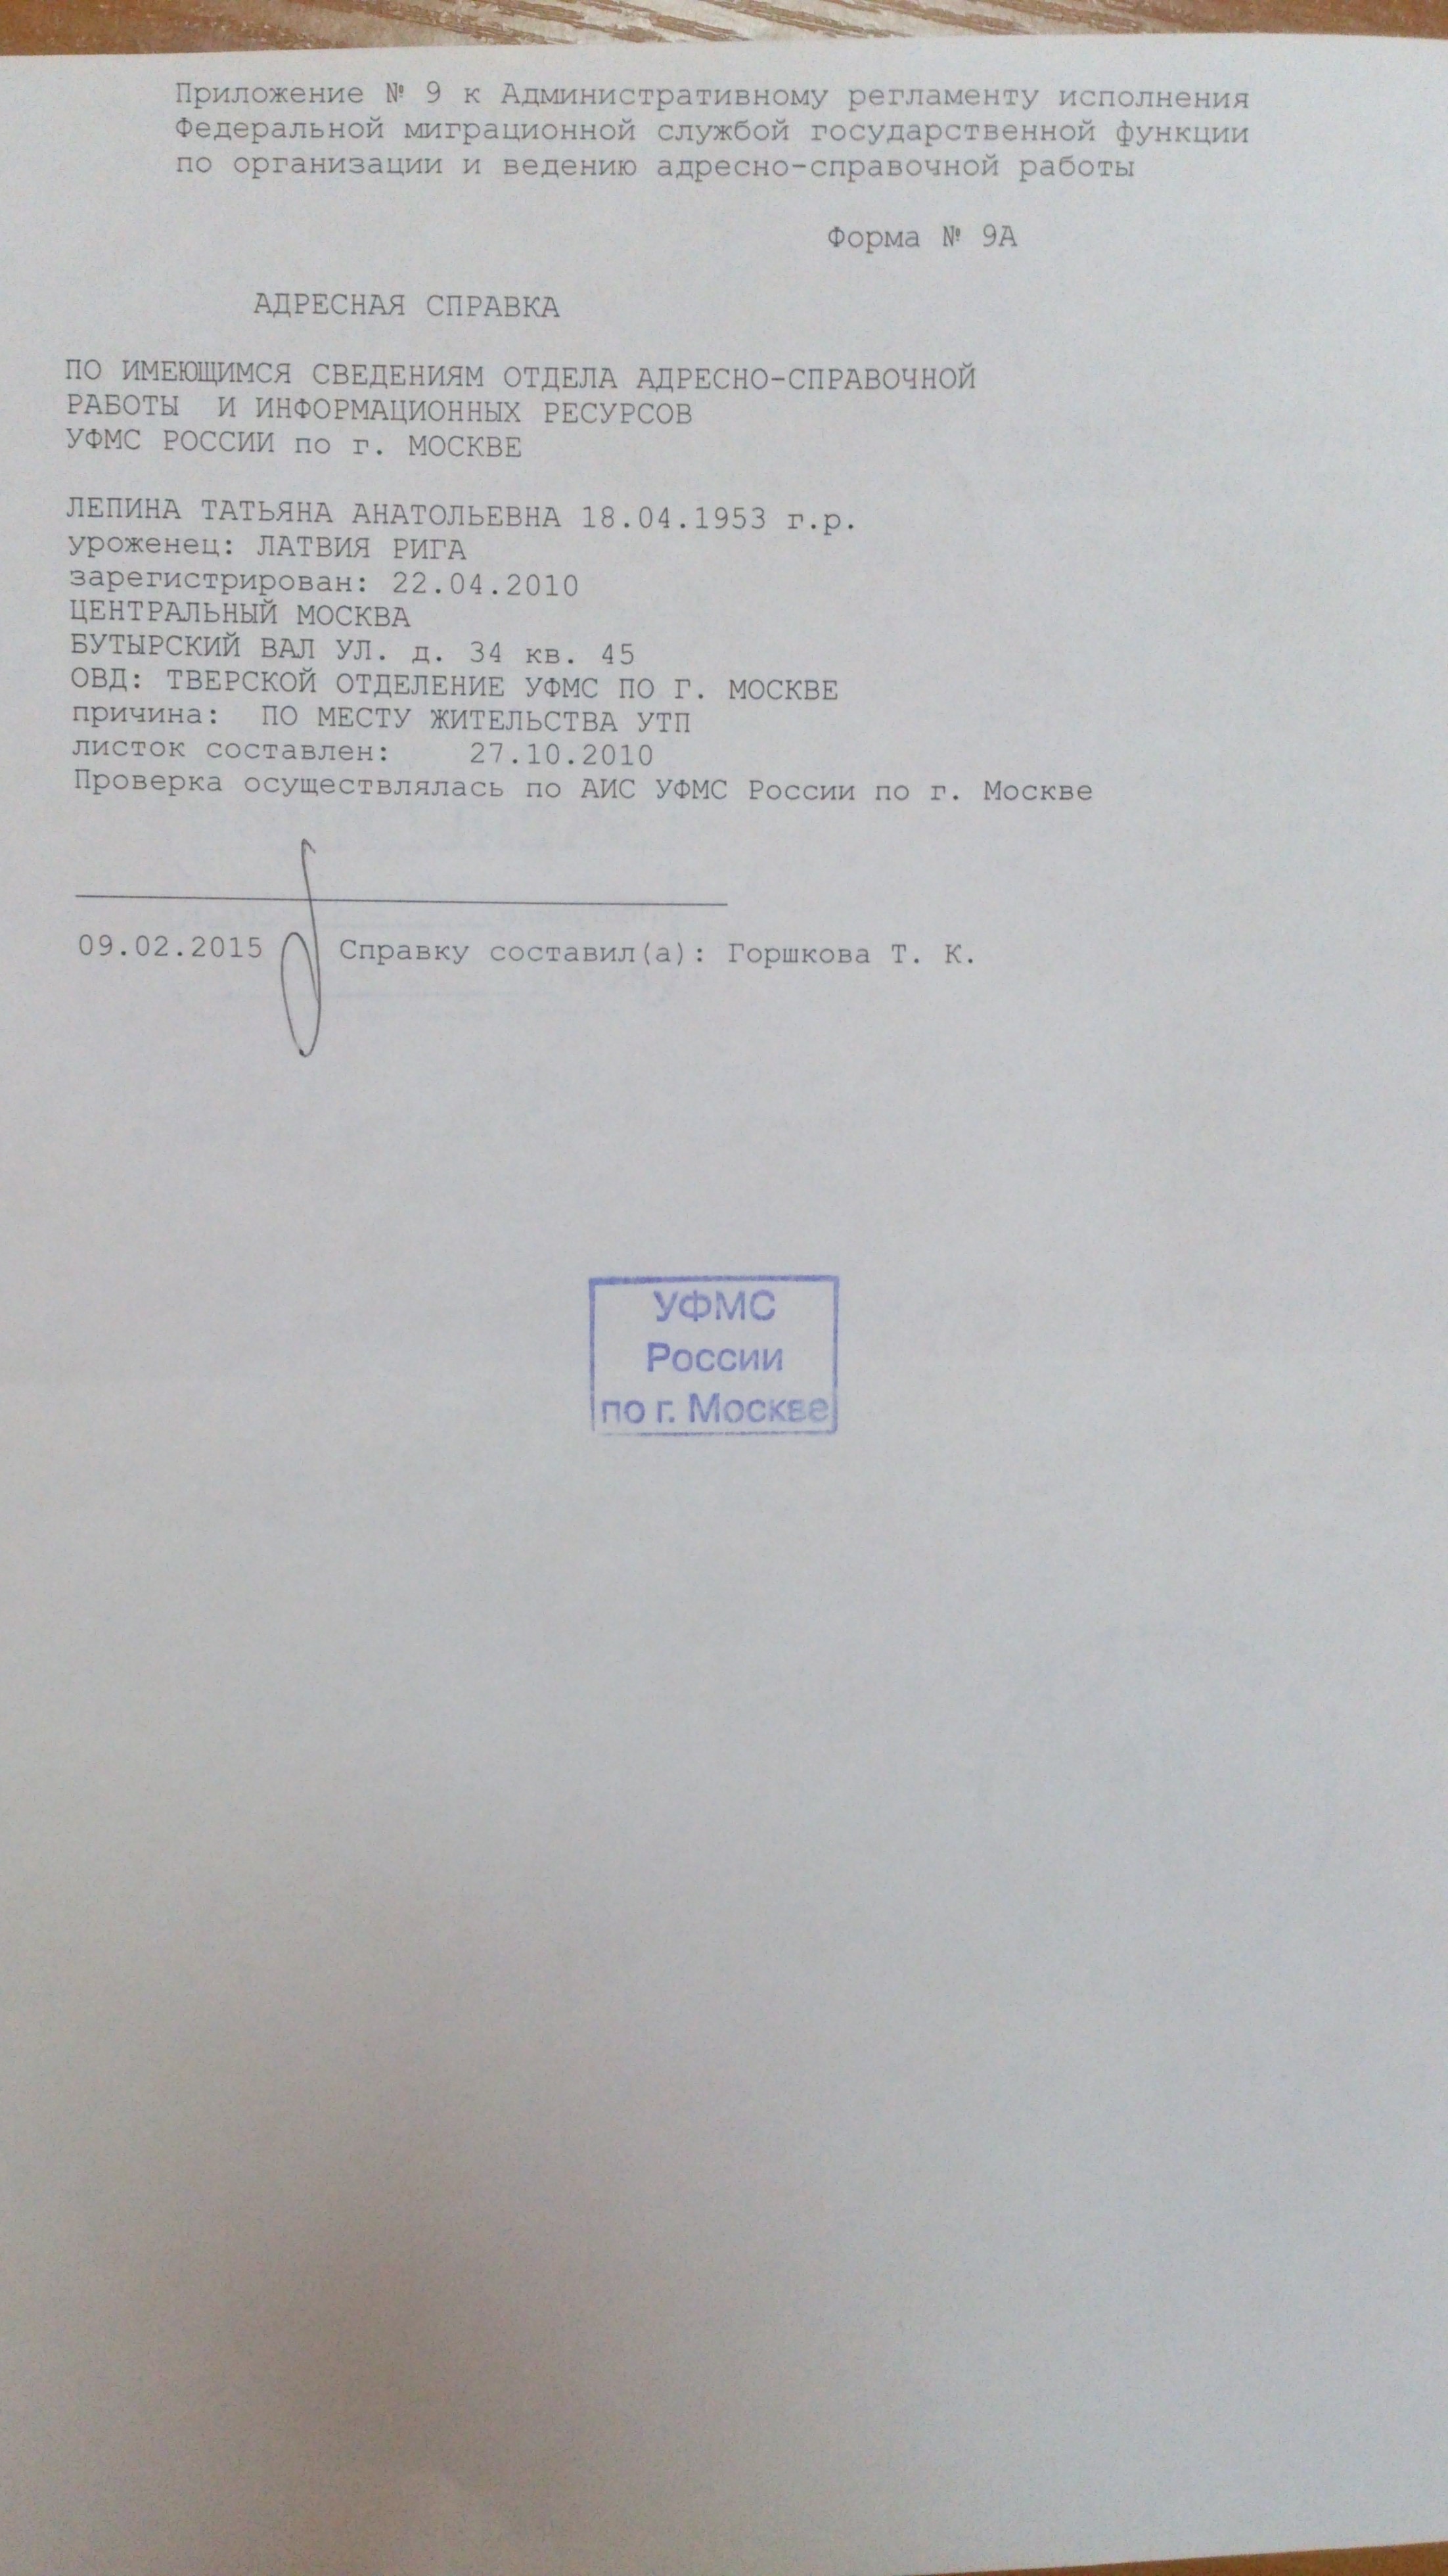 Приложение № 9 к Административному регламенту исполнения
Федеральной миграционной службой государственной функции
по организации и ведению адресно-справочной работы
Форма № 9А
АДРЕСНАЯ СПРАВКА
ПО ИМЕЮЩИМСЯ СВЕДЕНИЯМ ОТДЕЛА АДРЕСНО-СПРАВОЧНОЙ
РАБОТЫ И ИНФОРМАЦИОННЫХ РЕСУРСОВ
УФМС РОССИИ по г. МОСКВЕ
ЛЕПИНА ТАТЬЯНА АНАТОЛЬЕВНА 18.04.1953 г.р.
уроженец: ЛАТВИЯ РИГА
зарегистрирован: 22.04.2010
ЦЕНТРАЛЬНЫЙ МОСКВА
БУТЫРСКИЙ ВАЛ УЛ. д. 34 кв. 45
ОВД: ТВЕРСКОЙ ОТДЕЛЕНИЕ УФМС ПО Г. МОСКВЕ
причина: ПО МЕСТУ ЖИТЕЛЬСТВА УТП
листок составлен: 27.10.2010
Проверка осуществлялась по АИС УФМС России по г. Москве
09.02.2015 Справку составил(а): Горшкова Т. К.
УФМС
России
по г. Москве